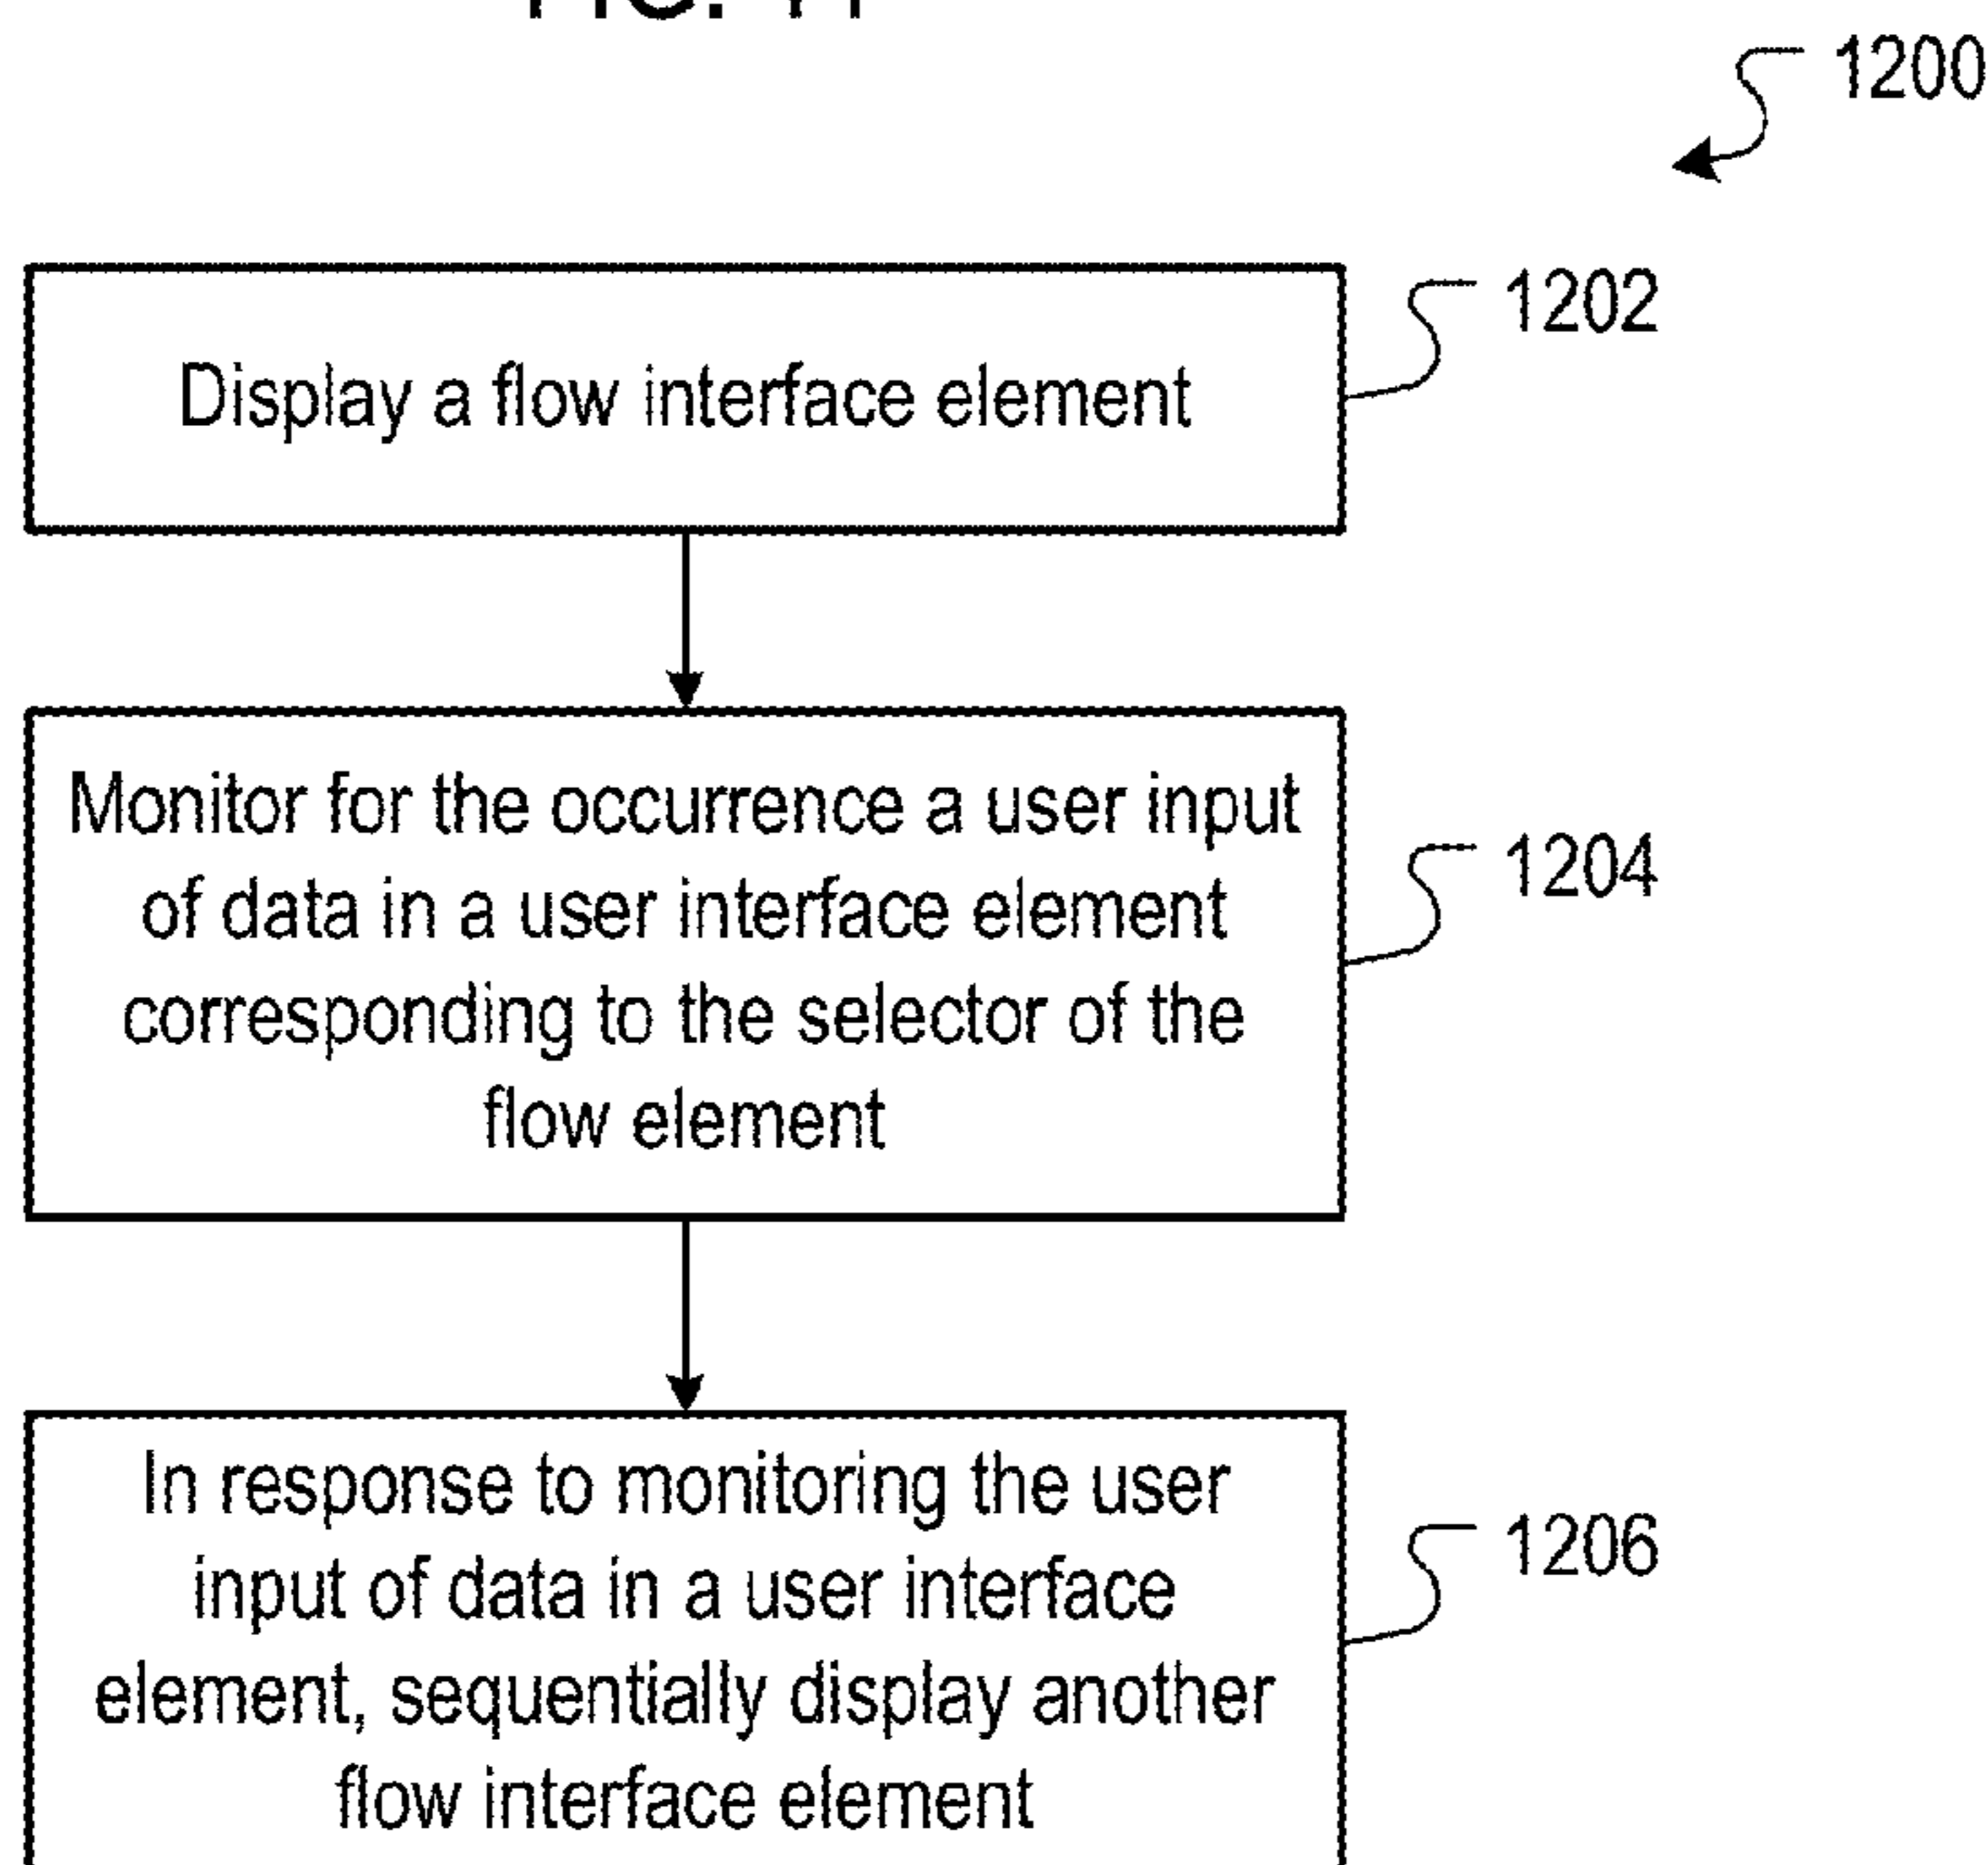 FIG. 11
1200
Display a flow interface element
1202
Monitor for the occurrence a user input
of data in a user interface element
corresponding to the selector of the
flow element
1204
In response to monitoring the user
input of data in a user interface
element, sequentially display another
flow interface element
1206